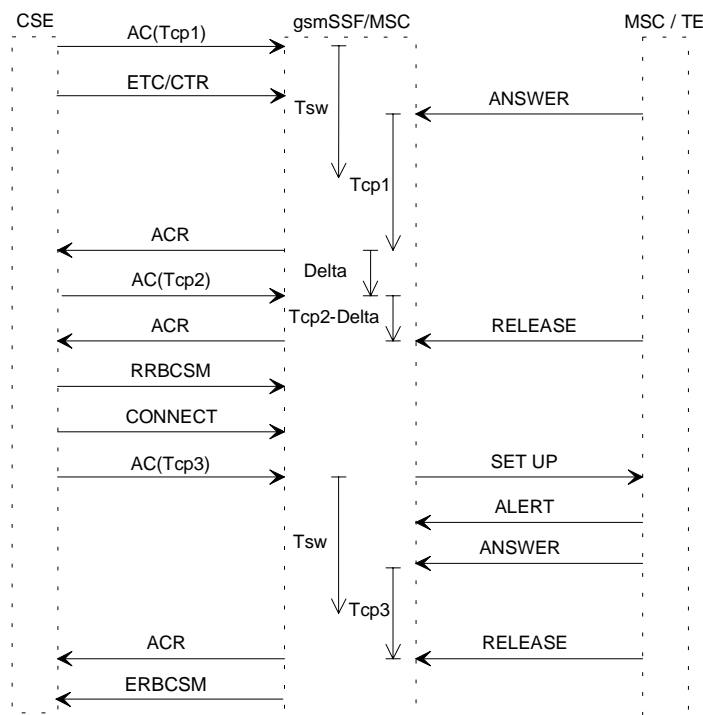 CSE gsmSSF/MSC MSC / TE
AC(Tcp1)
ETC/CTR
Tsw
ANSWER
Tcp1
ACR
Delta
AC(Tcp2)
Tcp2-Delta
ACR
RELEASE
RRBCSM
CONNECT
AC(Tcp3)
SET UP
ALERT
Tsw
ANSWER
Tcp3
ACR
RELEASE
ERBCSM